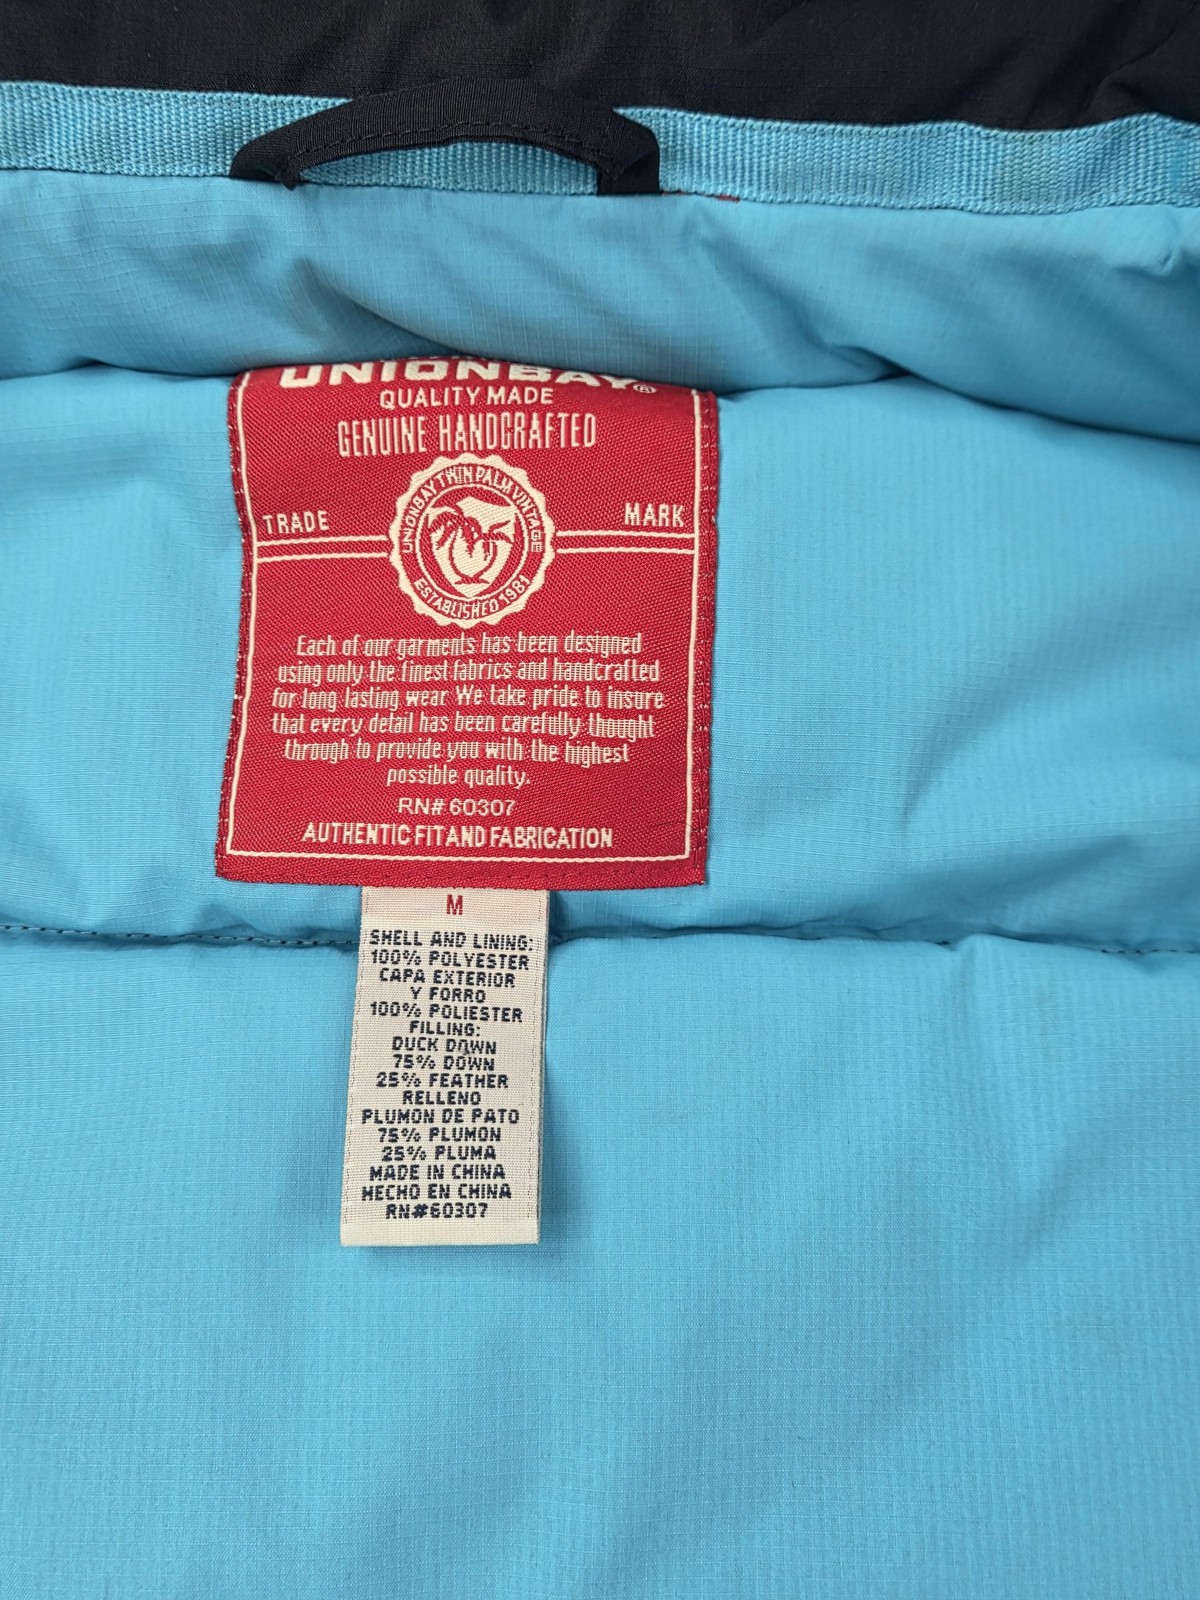 UNIONBAY®
QUALITY MADE
GENUINE HANDCRAFTED
TRADE MARK
UNIONBAY TWIN PALM VINTAGE
ESTABLISHED 1981
Each of our garments has been designed
using only the finest fabrics and handcrafted
for long lasting wear We take pride to insure
that every detail has been carefully thought
through to provide you with the highest
possible quality.
RN# 60307
AUTHENTIC FIT AND FABRICATION
M
SHELL AND LINING:
100% POLYESTER
CAPA EXTERIOR
Y FORRO
100% POLIESTER
FILLING:
DUCK DOWN
75% DOWN
25% FEATHER
RELLENO
PLUMON DE PATO
75% PLUMON
25% PLUMA
MADE IN CHINA
HECHO EN CHINA
RN#60307